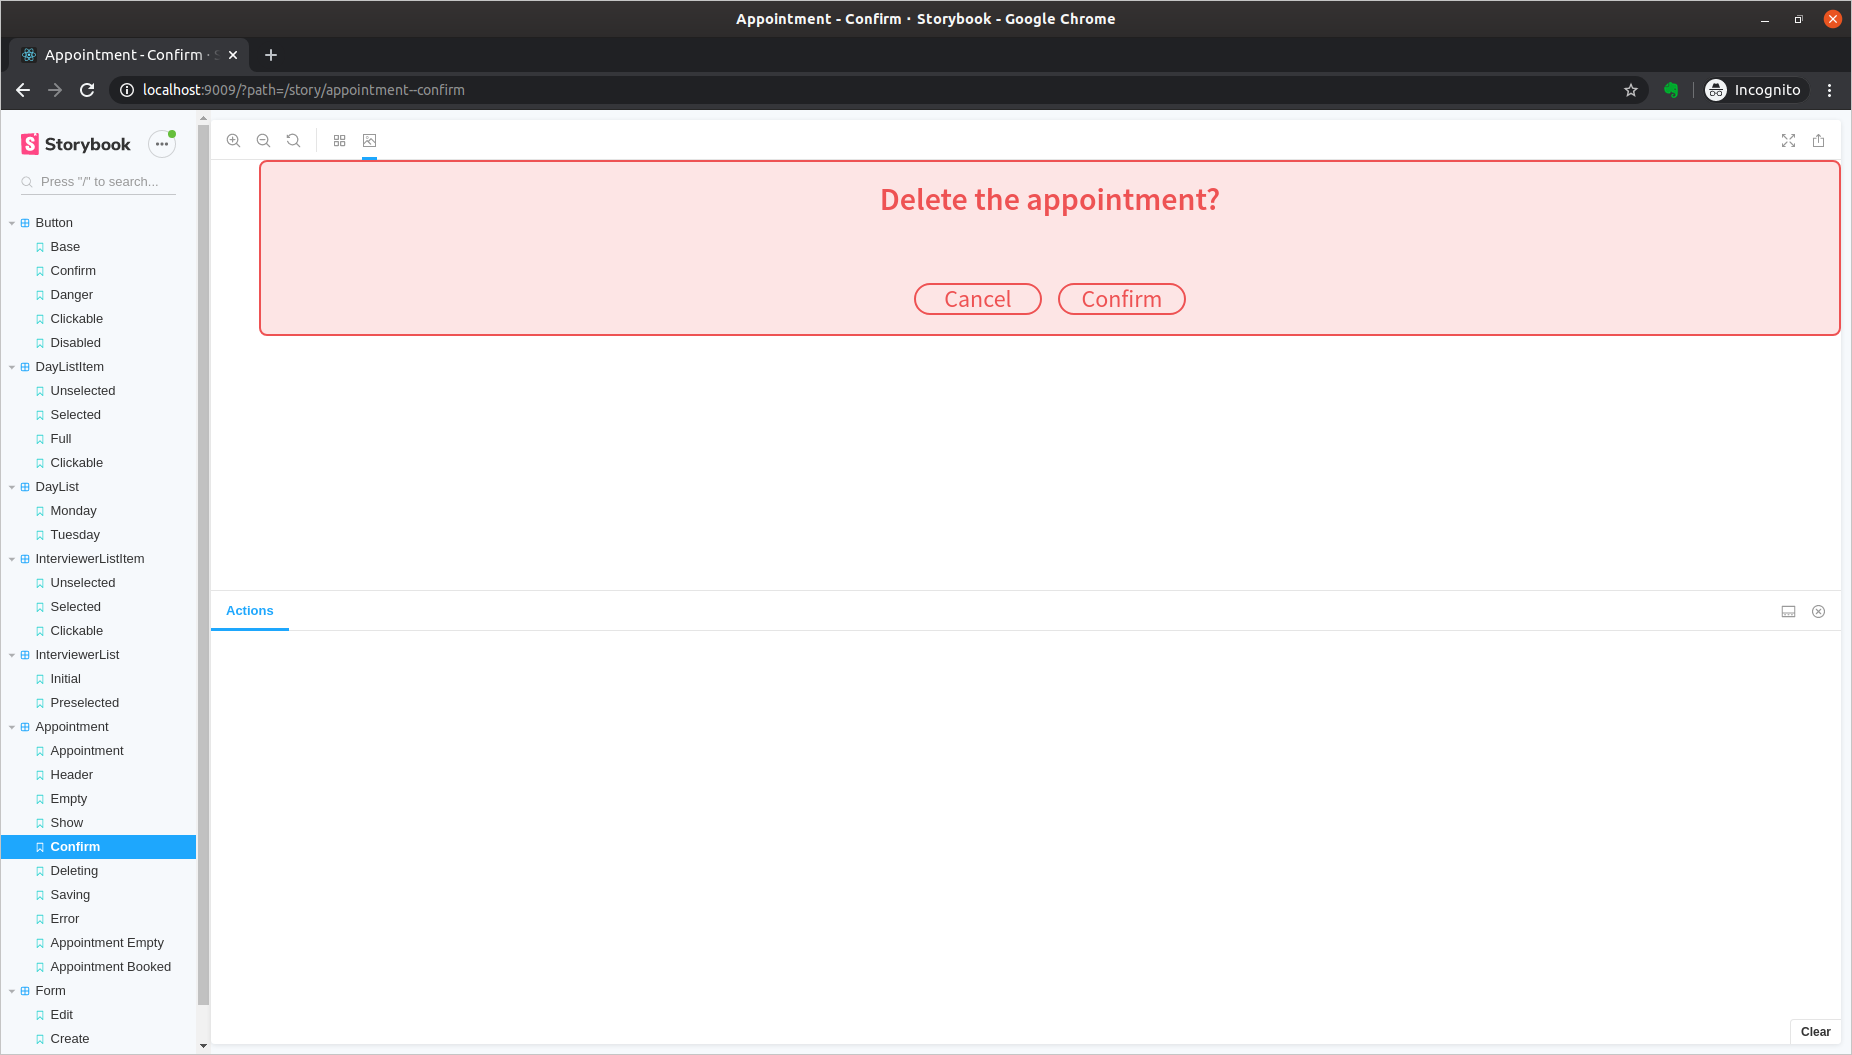 Appointment - Confirm · Storybook - Google Chrome
Appointment - Confirm ·
localhost:9009/?path=/story/appointment--confirm
Incognito
Storybook
Press "/" to search...
Button
Base
Confirm
Danger
Clickable
Disabled
DayListItem
Unselected
Selected
Full
Clickable
DayList
Monday
Tuesday
InterviewerListItem
Unselected
Selected
Clickable
InterviewerList
Initial
Preselected
Appointment
Appointment
Header
Empty
Show
Confirm
Deleting
Saving
Error
Appointment Empty
Appointment Booked
Form
Edit
Create
Delete the appointment?
Cancel Confirm
Actions
Clear